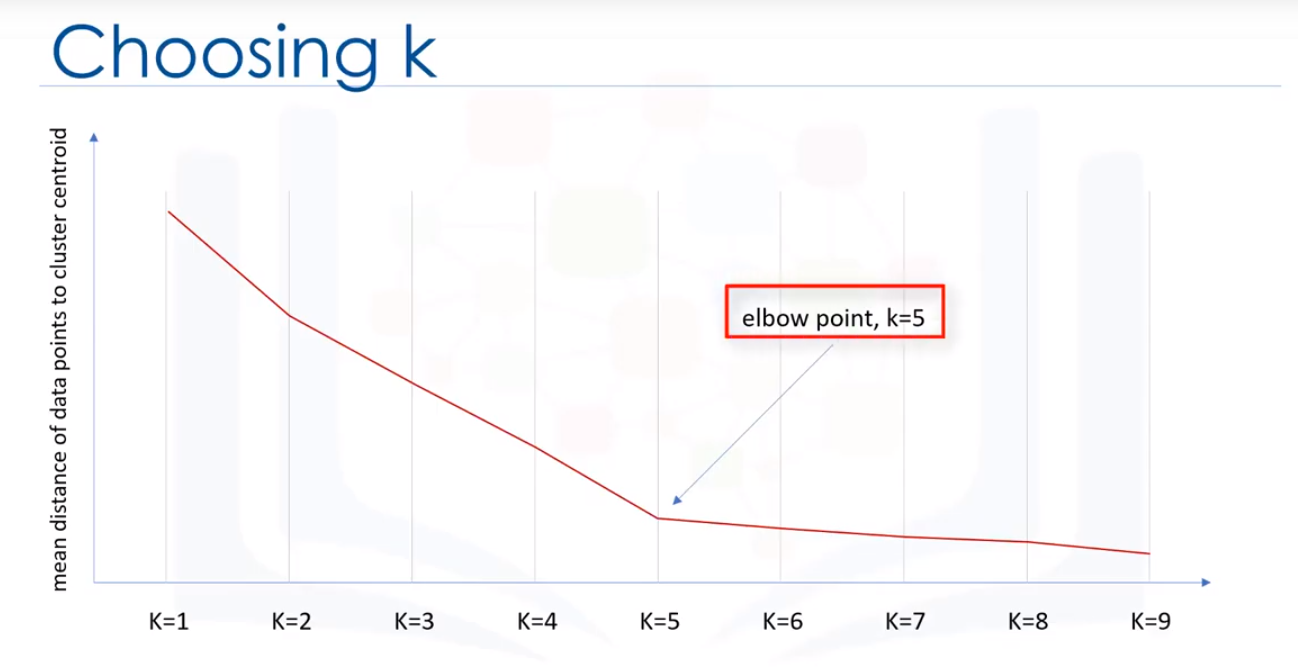 Choosing k
mean distance of data points to cluster centroid
elbow point, k=5
K=1 K=2 K=3 K=4 K=5 K=6 K=7 K=8 K=9